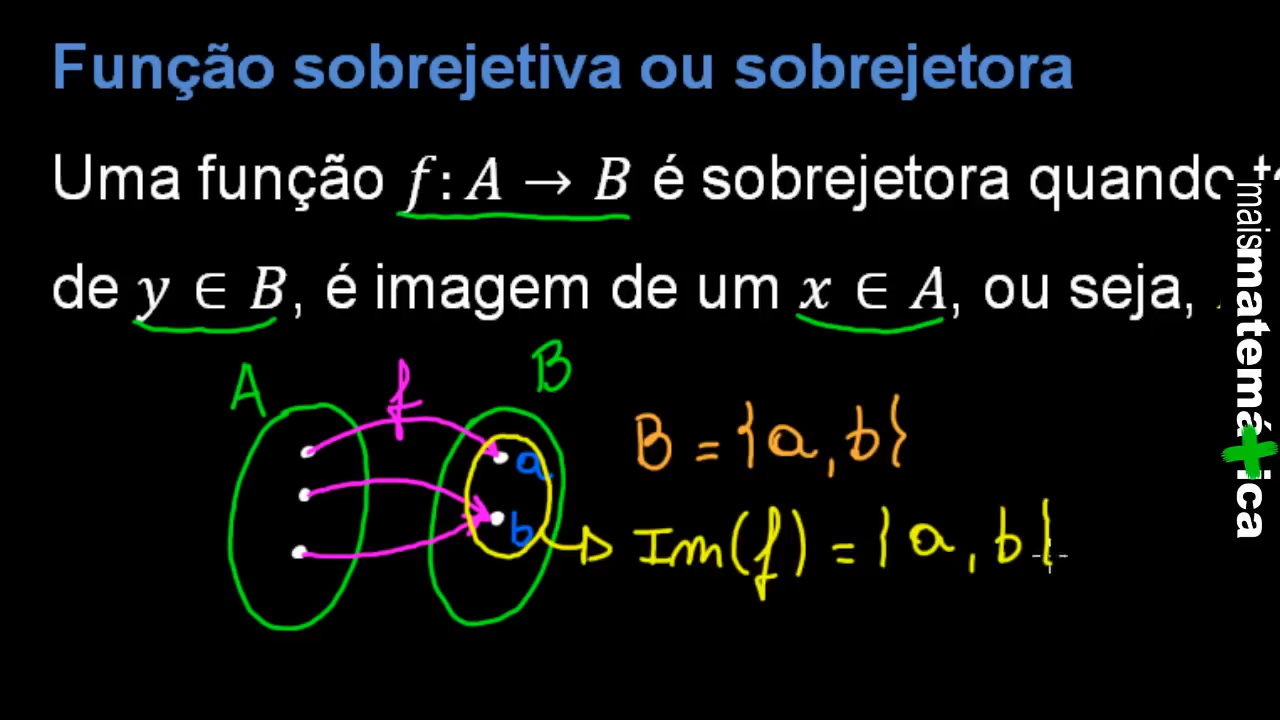 Função sobrejetiva ou sobrejetora
Uma função f: A → B é sobrejetora quando
de y ∈ B, é imagem de um x ∈ A, ou seja,
A
f
B
a
b
B = {a, b}
Im(f) = {a, b}
maismatemática